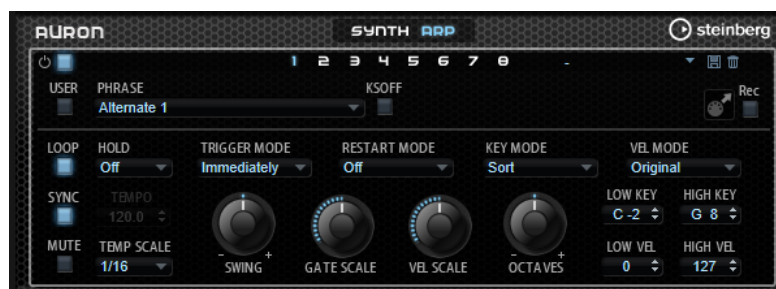 AURON SYNTH ARP steinberg
1 2 3 4 5 6 7 8 -
USER PHRASE KSOFF Rec
Alternate 1
LOOP HOLD TRIGGER MODE RESTART MODE KEY MODE VEL MODE
Off Immediately Off Sort Original
SYNC TEMPO LOW KEY HIGH KEY
120.0 C -2 G 8
MUTE TEMP SCALE LOW VEL HIGH VEL
1/16 - SWING + GATE SCALE VEL SCALE - OCTAVES + 0 127